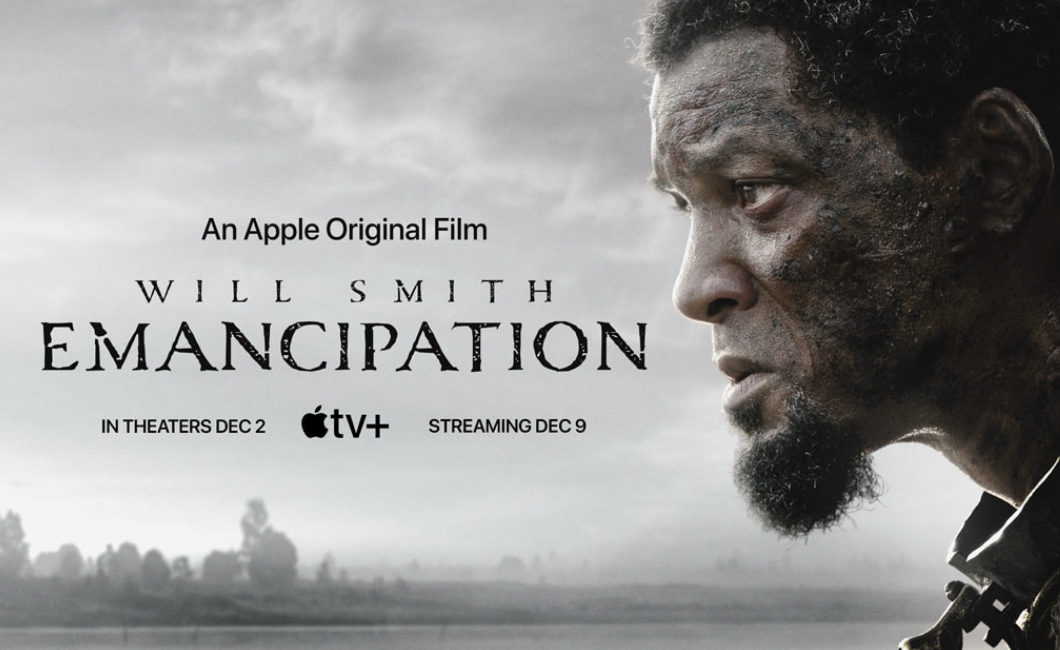 An Apple Original Film
WILL SMITH
EMANCIPATION
IN THEATERS DEC 2 tv+ STREAMING DEC 9